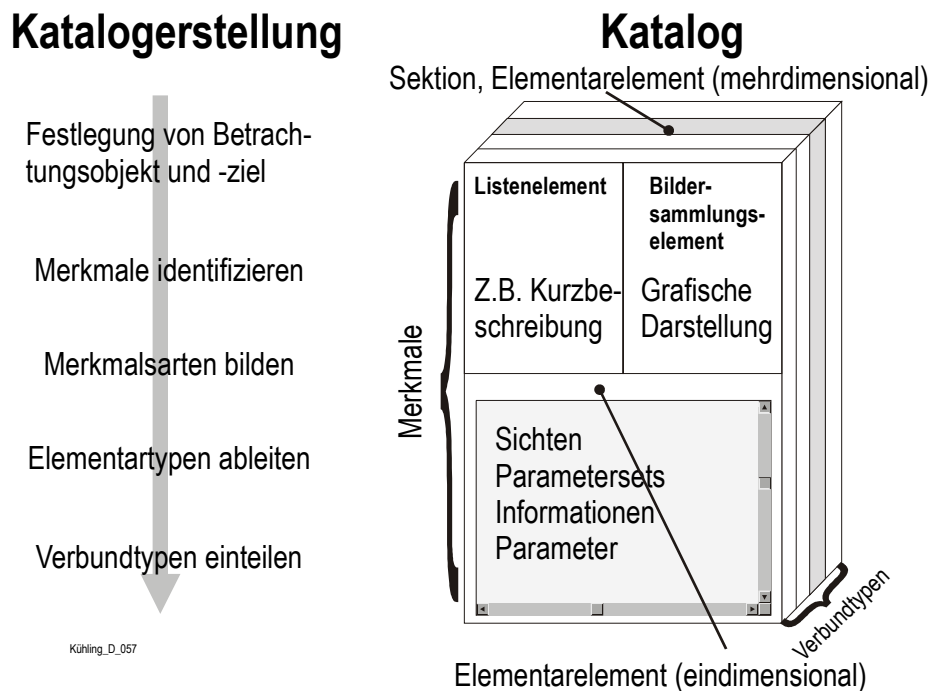 Katalogerstellung
Festlegung von Betrach-
tungsobjekt und -ziel
Merkmale identifizieren
Merkmalsarten bilden
Elementartypen ableiten
Verbundtypen einteilen
Kühling_D_057
Katalog
Sektion, Elementarelement (mehrdimensional)
Merkmale
Listenelement
Z.B. Kurzbe-
schreibung
Bilder-
sammlungs-
element
Grafische
Darstellung
Sichten
Parametersets
Informationen
Parameter
Verbundtypen
Elementarelement (eindimensional)